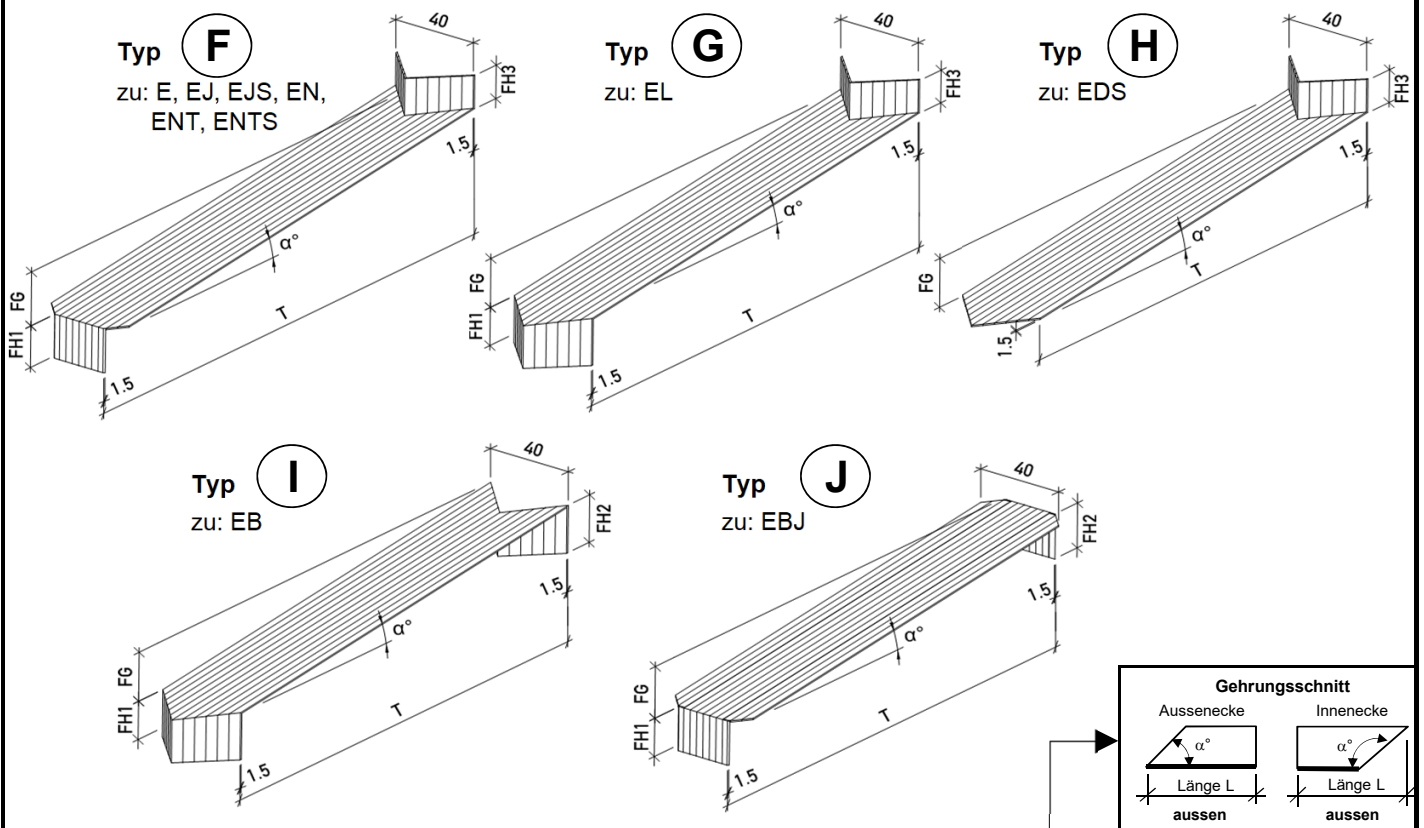 Typ F
zu: E, EJ, EJS, EN,
ENT, ENTS
40
FH3
1.5
α°
T
FG
FH1
1.5
Typ G
zu: EL
40
FH3
1.5
α°
T
FG
FH1
1.5
Typ H
zu: EDS
40
FH3
1.5
α°
T
FG
1.5
Typ I
zu: EB
40
FH2
1.5
α°
T
FG
FH1
1.5
Typ J
zu: EBJ
40
FH2
1.5
α°
T
FG
FH1
1.5
Gehrungsschnitt
Aussenecke Innenecke
α° α°
Länge L Länge L
aussen aussen